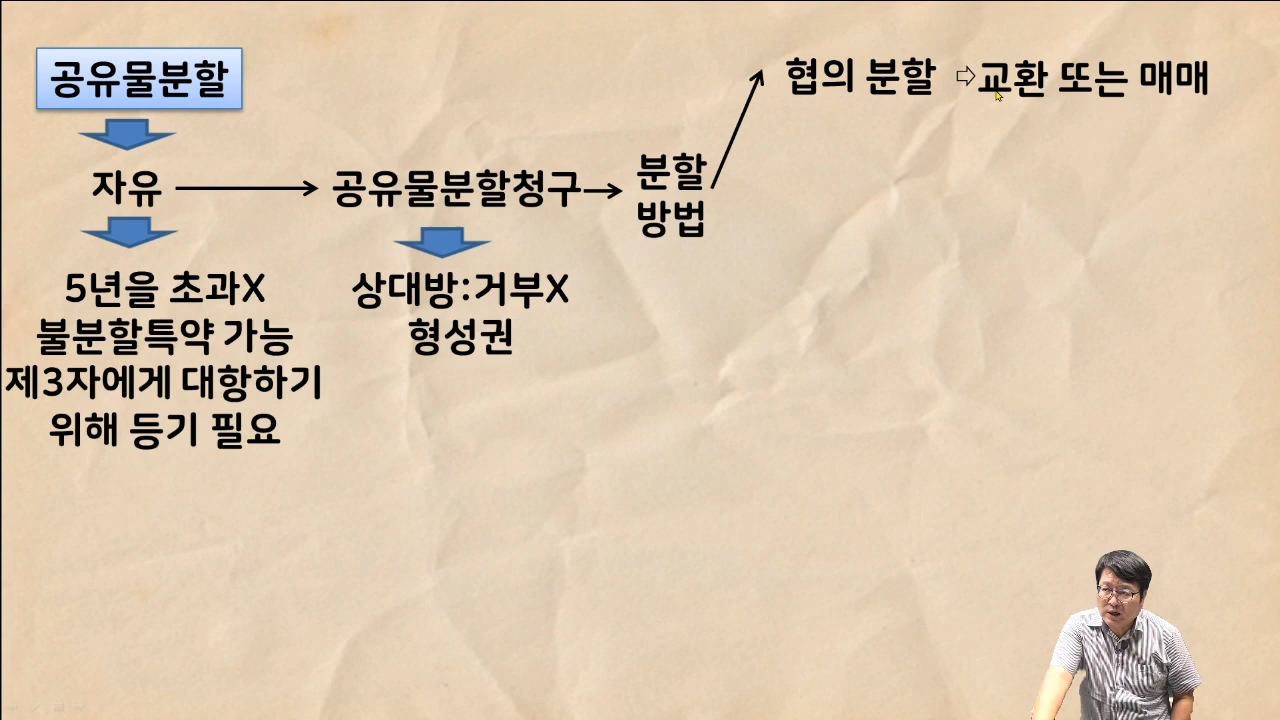 공유물분할
협의 분할 ⇨교환 또는 매매
자유
공유물분할청구
분할
방법
5년을 초과X
불분할특약 가능
제3자에게 대항하기
위해 등기 필요
상대방:거부X
형성권